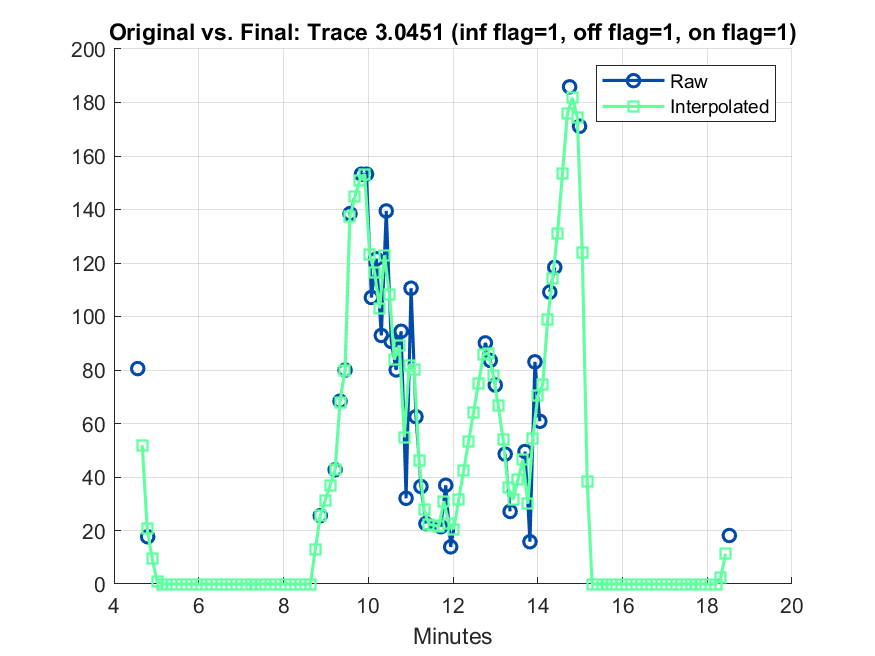 Original vs. Final: Trace 3.0451 (inf flag=1, off flag=1, on flag=1)
200
180
160
140
120
100
80
60
40
20
0
Raw
Interpolated
4 6 8 10 12 14 16 18 20
Minutes